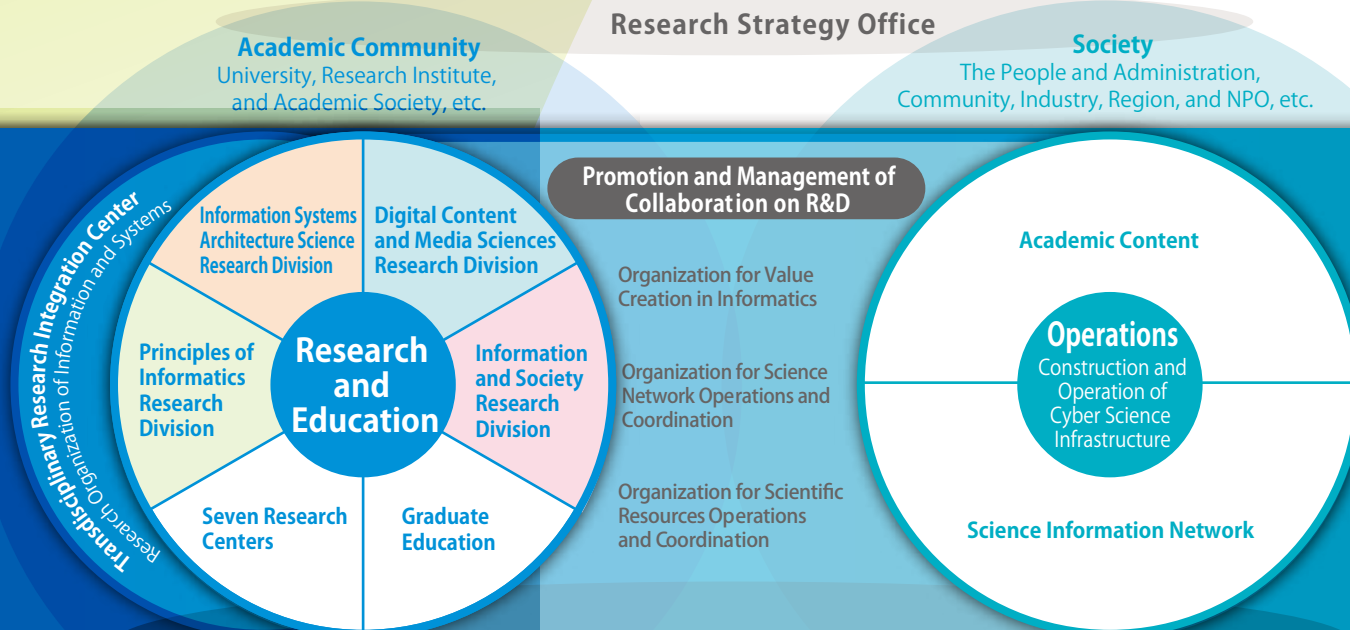 Research Strategy Office
Academic Community
University, Research Institute,
and Academic Society, etc.
Society
The People and Administration,
Community, Industry, Region, and NPO, etc.
Transdisciplinary Research Integration Center
Research Organization of Information and Systems
Information Systems
Architecture Science
Research Division
Digital Content
and Media Sciences
Research Division
Principles of
Informatics
Research
Division
Research
and
Education
Information
and Society
Research
Division
Seven Research
Centers
Graduate
Education
Promotion and Management of
Collaboration on R&D
Organization for Value
Creation in Informatics
Organization for Science
Network Operations and
Coordination
Organization for Scientific
Resources Operations
and Coordination
Academic Content
Operations
Construction and
Operation of
Cyber Science
Infrastructure
Science Information Network